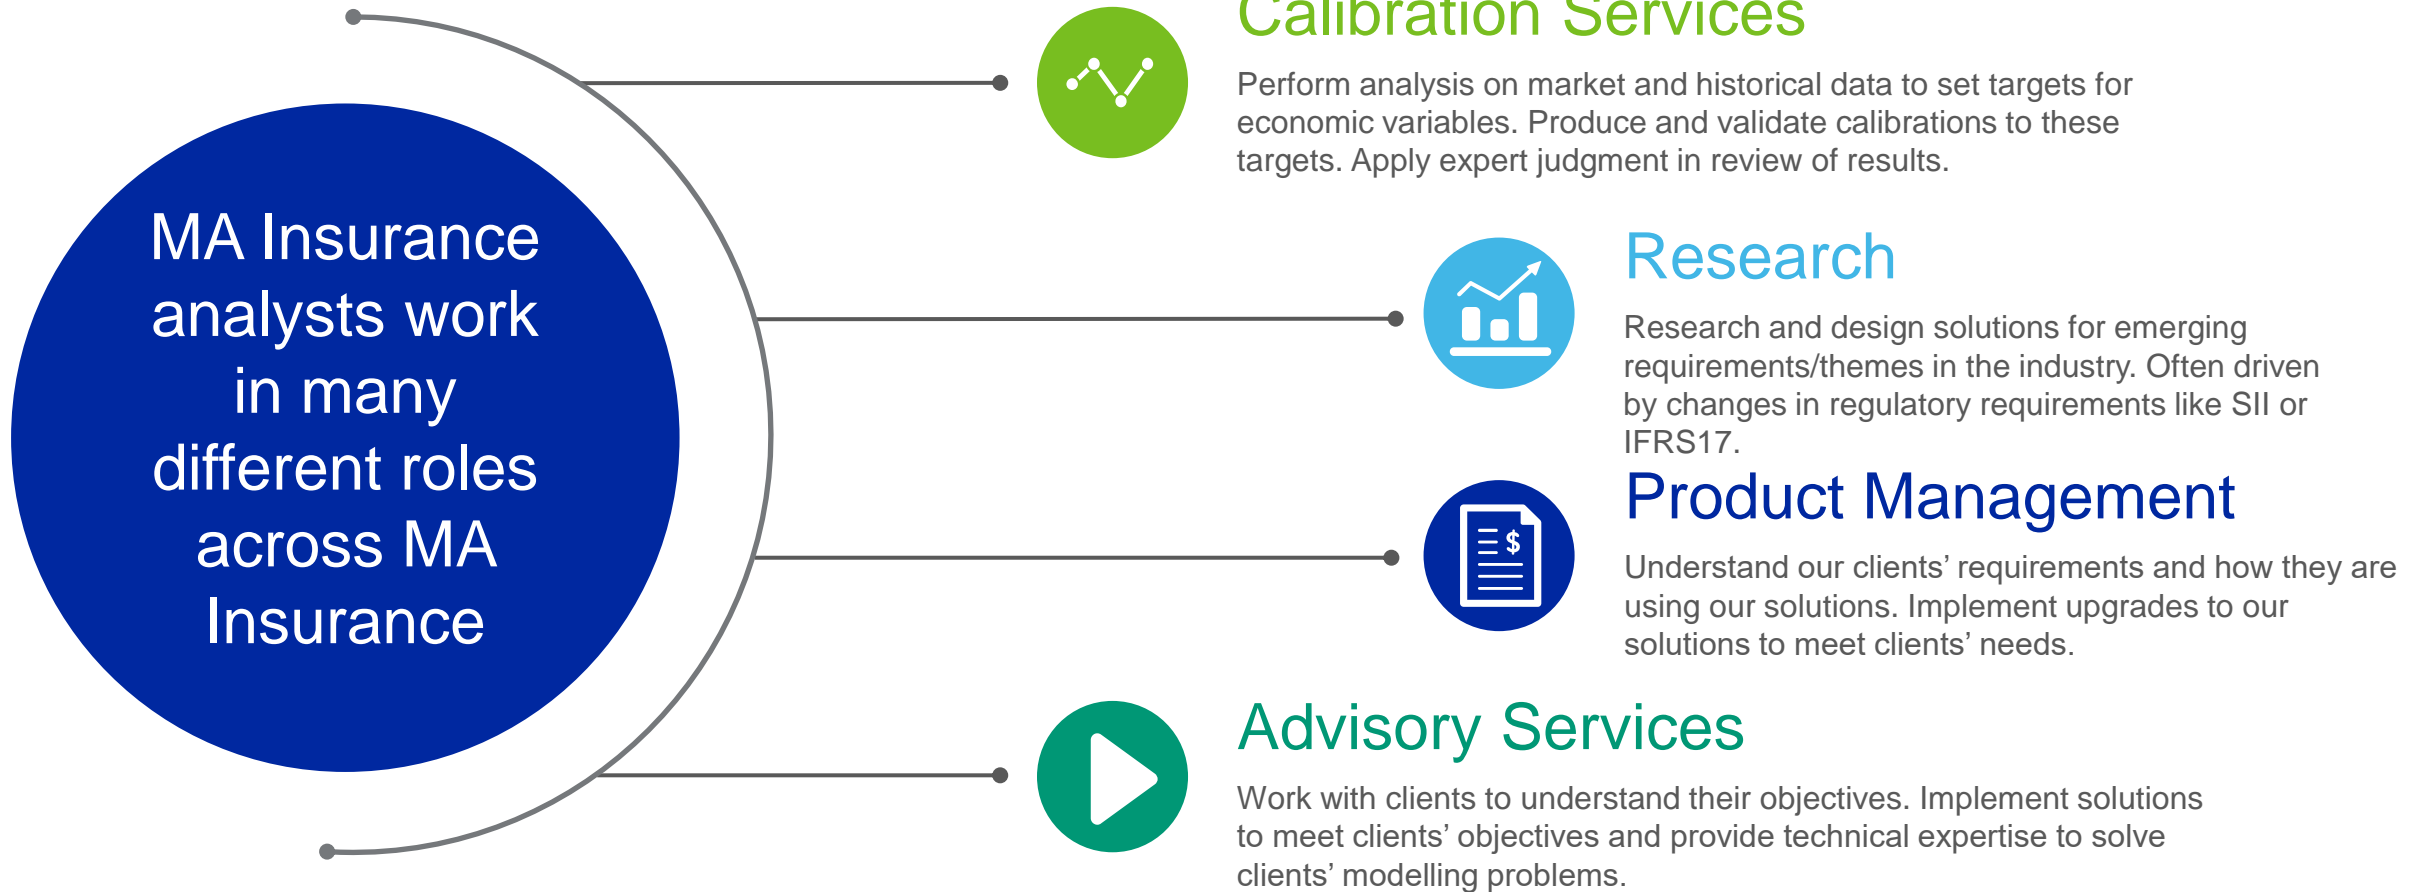 MA Insurance
analysts work
in many
different roles
across MA
Insurance
Calibration Services
Perform analysis on market and historical data to set targets for
economic variables. Produce and validate calibrations to these
targets. Apply expert judgment in review of results.
Research
Research and design solutions for emerging
requirements/themes in the industry. Often driven
by changes in regulatory requirements like SII or
IFRS17.
$
Product Management
Understand our clients’ requirements and how they are
using our solutions. Implement upgrades to our
solutions to meet clients’ needs.
Advisory Services
Work with clients to understand their objectives. Implement solutions
to meet clients’ objectives and provide technical expertise to solve
clients’ modelling problems.